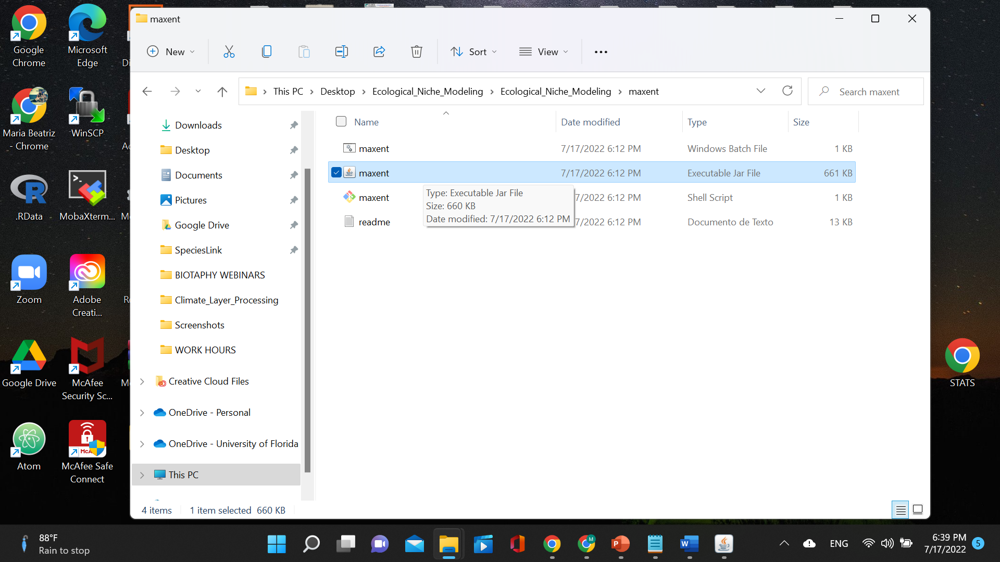 Google
Chrome
Microsoft
Edge
Maria Beatriz
- Chrome
WinSCP
.RData
MobaXterm...
Zoom
Adobe
Creati...
Google Drive
McAfee
Security Sc...
Atom
McAfee Safe
Connect
maxent
New
Sort
View
This PC
Desktop
Ecological_Niche_Modeling
Ecological_Niche_Modeling
maxent
Search maxent
Downloads
Desktop
Documents
Pictures
Google Drive
SpeciesLink
BIOTAPHY WEBINARS
Climate_Layer_Processing
Screenshots
WORK HOURS
Creative Cloud Files
OneDrive - Personal
OneDrive - University of Florida
This PC
Name Date modified Type Size
maxent 7/17/2022 6:12 PM Windows Batch File 1 KB
maxent 7/17/2022 6:12 PM Executable Jar File 661 KB
maxent 7/17/2022 6:12 PM Shell Script 1 KB
readme 7/17/2022 6:12 PM Documento de Texto 13 KB
Type: Executable Jar File
Size: 660 KB
Date modified: 7/17/2022 6:12 PM
4 items 1 item selected 660 KB
STATS
88°F
Rain to stop
ENG
6:39 PM
7/17/2022
5